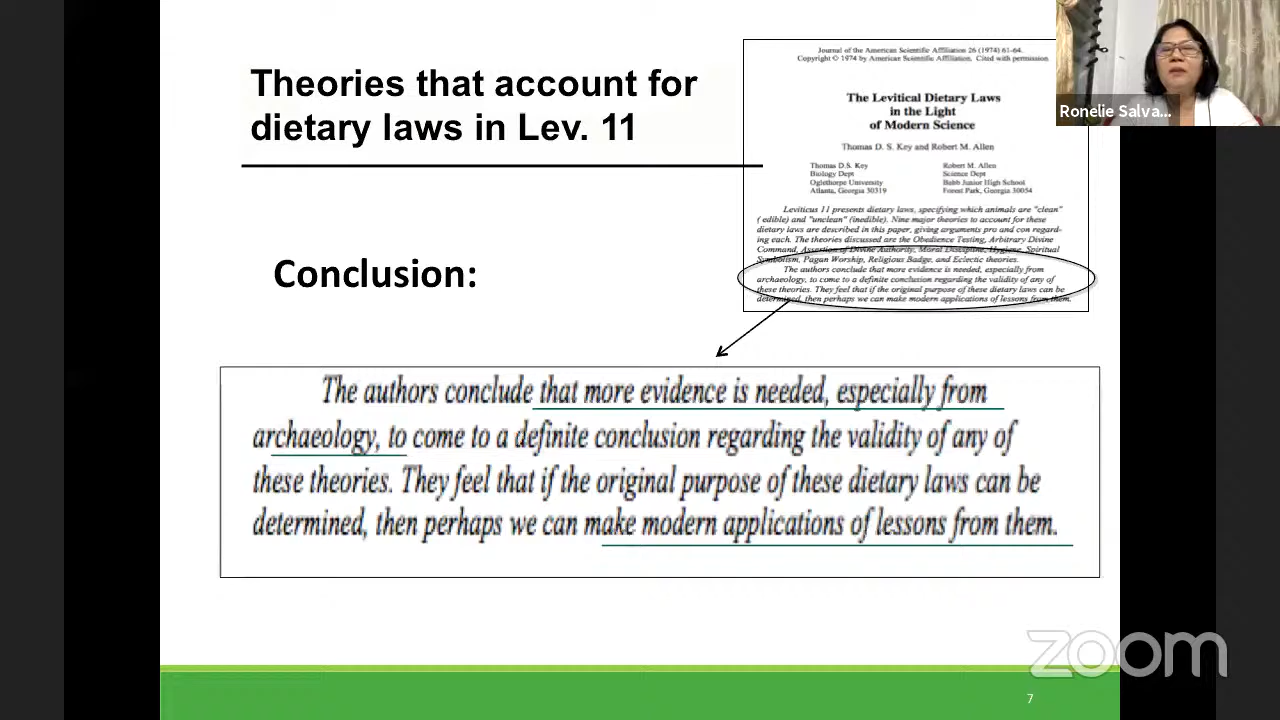 Theories that account for
dietary laws in Lev. 11
Journal of the American Scientific Affiliation 26 (1974) 61-64.
Copyright © 1974 by American Scientific Affiliation. Cited with permission.
The Levitical Dietary Laws
in the Light
of Modern Science
Thomas D. S. Key and Robert M. Allen
Thomas D.S. Key
Biology Dept
Oglethorpe University
Atlanta, Georgia 30319
Robert M. Allen
Science Dept
Babb Junior High School
Forest Park, Georgia 30054
Leviticus 11 presents dietary laws, specifying which animals are "clean"
( edible) and "unclean" (inedible). Nine major theories to account for these
dietary laws are described in this paper, giving arguments pro and con regard-
ing each. The theories discussed are the Obedience Testing, Arbitrary Divine
Command, Assertion of Divine Authority, Moral Discipline, Hygiene, Spiritual
Symbolism, Pagan Worship, Religious Badge, and Eclectic theories.
The authors conclude that more evidence is needed, especially from
archaeology, to come to a definite conclusion regarding the validity of any of
these theories. They feel that if the original purpose of these dietary laws can be
determined, then perhaps we can make modern applications of lessons from them.
Ronelie Salva...
Conclusion:
The authors conclude that more evidence is needed, especially from
archaeology, to come to a definite conclusion regarding the validity of any of
these theories. They feel that if the original purpose of these dietary laws can be
determined, then perhaps we can make modern applications of lessons from them.
zoom
7